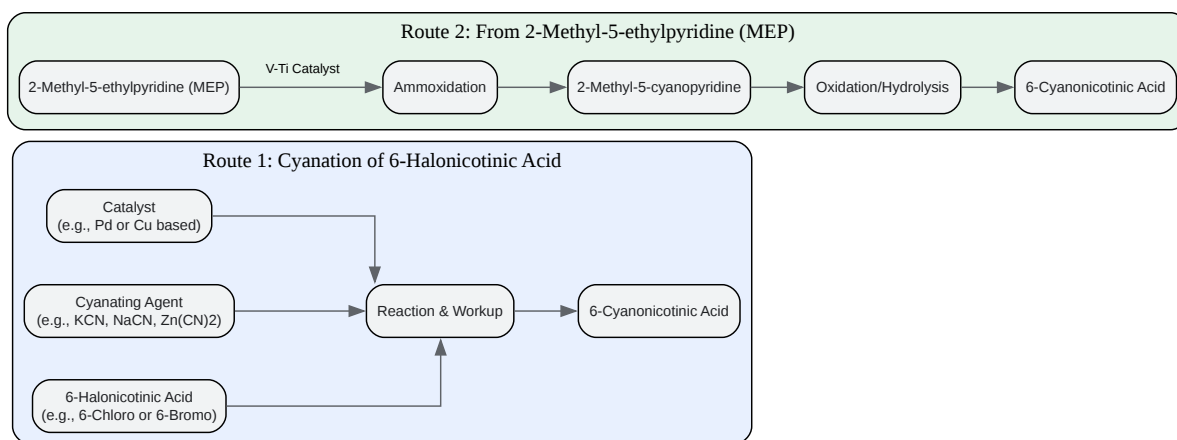 Route 2: From 2-Methyl-5-ethylpyridine (MEP)
2-Methyl-5-ethylpyridine (MEP)
V-Ti Catalyst
Ammoxidation
2-Methyl-5-cyanopyridine
Oxidation/Hydrolysis
6-Cyanonicotinic Acid
Route 1: Cyanation of 6-Halonicotinic Acid
Catalyst
(e.g., Pd or Cu based)
Cyanating Agent
(e.g., KCN, NaCN, Zn(CN)2)
Reaction & Workup
6-Cyanonicotinic Acid
6-Halonicotinic Acid
(e.g., 6-Chloro or 6-Bromo)